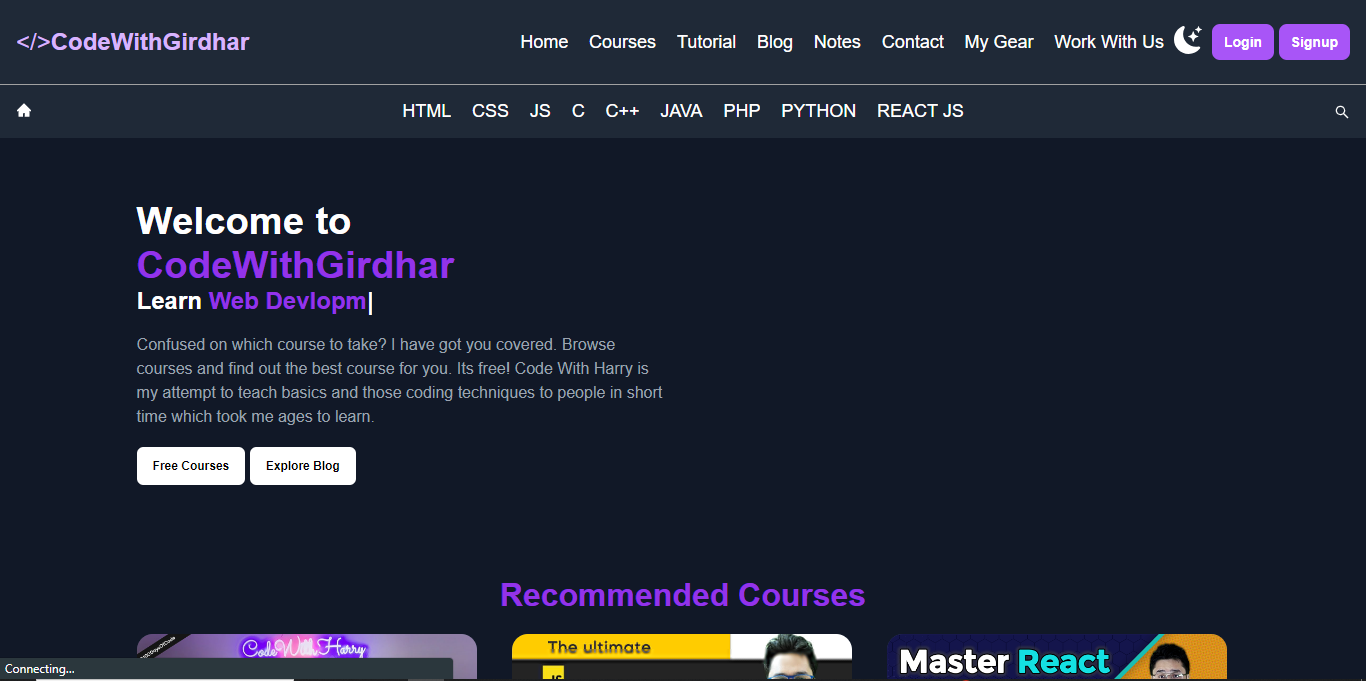 </>CodeWithGirdhar
Home Courses Tutorial Blog Notes Contact My Gear Work With Us Login Signup
HTML CSS JS C C++ JAVA PHP PYTHON REACT JS
Welcome to
CodeWithGirdhar
Learn Web Devlopm|
Confused on which course to take? I have got you covered. Browse
courses and find out the best course for you. Its free! Code With Harry is
my attempt to teach basics and those coding techniques to people in short
time which took me ages to learn.
Free Courses Explore Blog
Recommended Courses
CodeWithHarry
The ultimate
JS
Master React
Connecting...